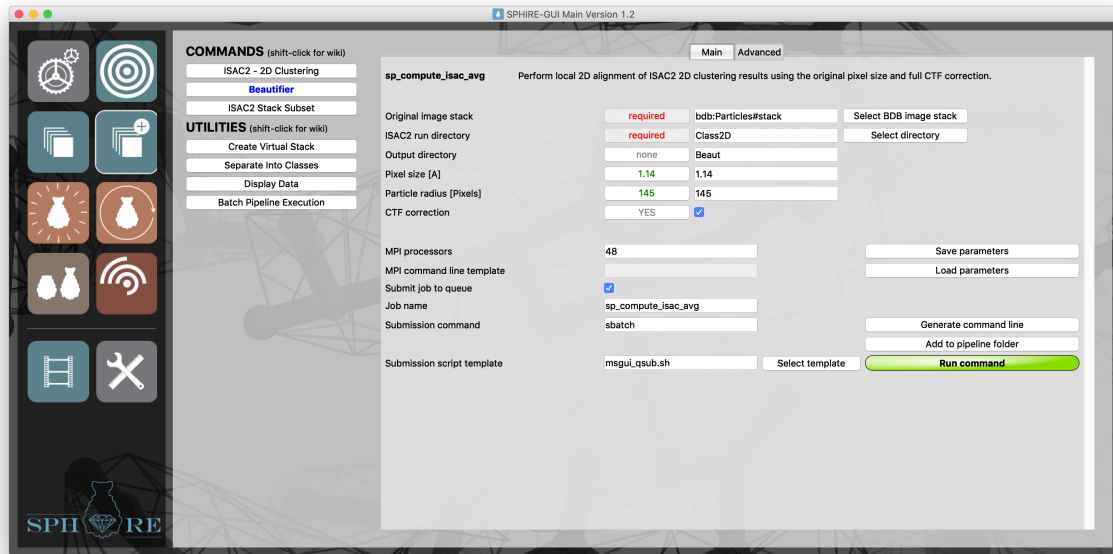 SPHIRE-GUI Main Version 1.2
COMMANDS (shift-click for wiki)
ISAC2 - 2D Clustering
Beautifier
ISAC2 Stack Subset
UTILITIES (shift-click for wiki)
Create Virtual Stack
Separate Into Classes
Display Data
Batch Pipeline Execution
Main Advanced
sp_compute_isac_avg Perform local 2D alignment of ISAC2 2D clustering results using the original pixel size and full CTF correction.
Original image stack required bdb:Particles#stack Select BDB image stack
ISAC2 run directory required Class2D Select directory
Output directory none Beaut
Pixel size [A] 1.14 1.14
Particle radius [Pixels] 145 145
CTF correction YES
MPI processors 48 Save parameters
MPI command line template Load parameters
Submit job to queue
Job name sp_compute_isac_avg
Submission command sbatch Generate command line
Add to pipeline folder
Submission script template msgui_qsub.sh Select template Run command
SPHIRE